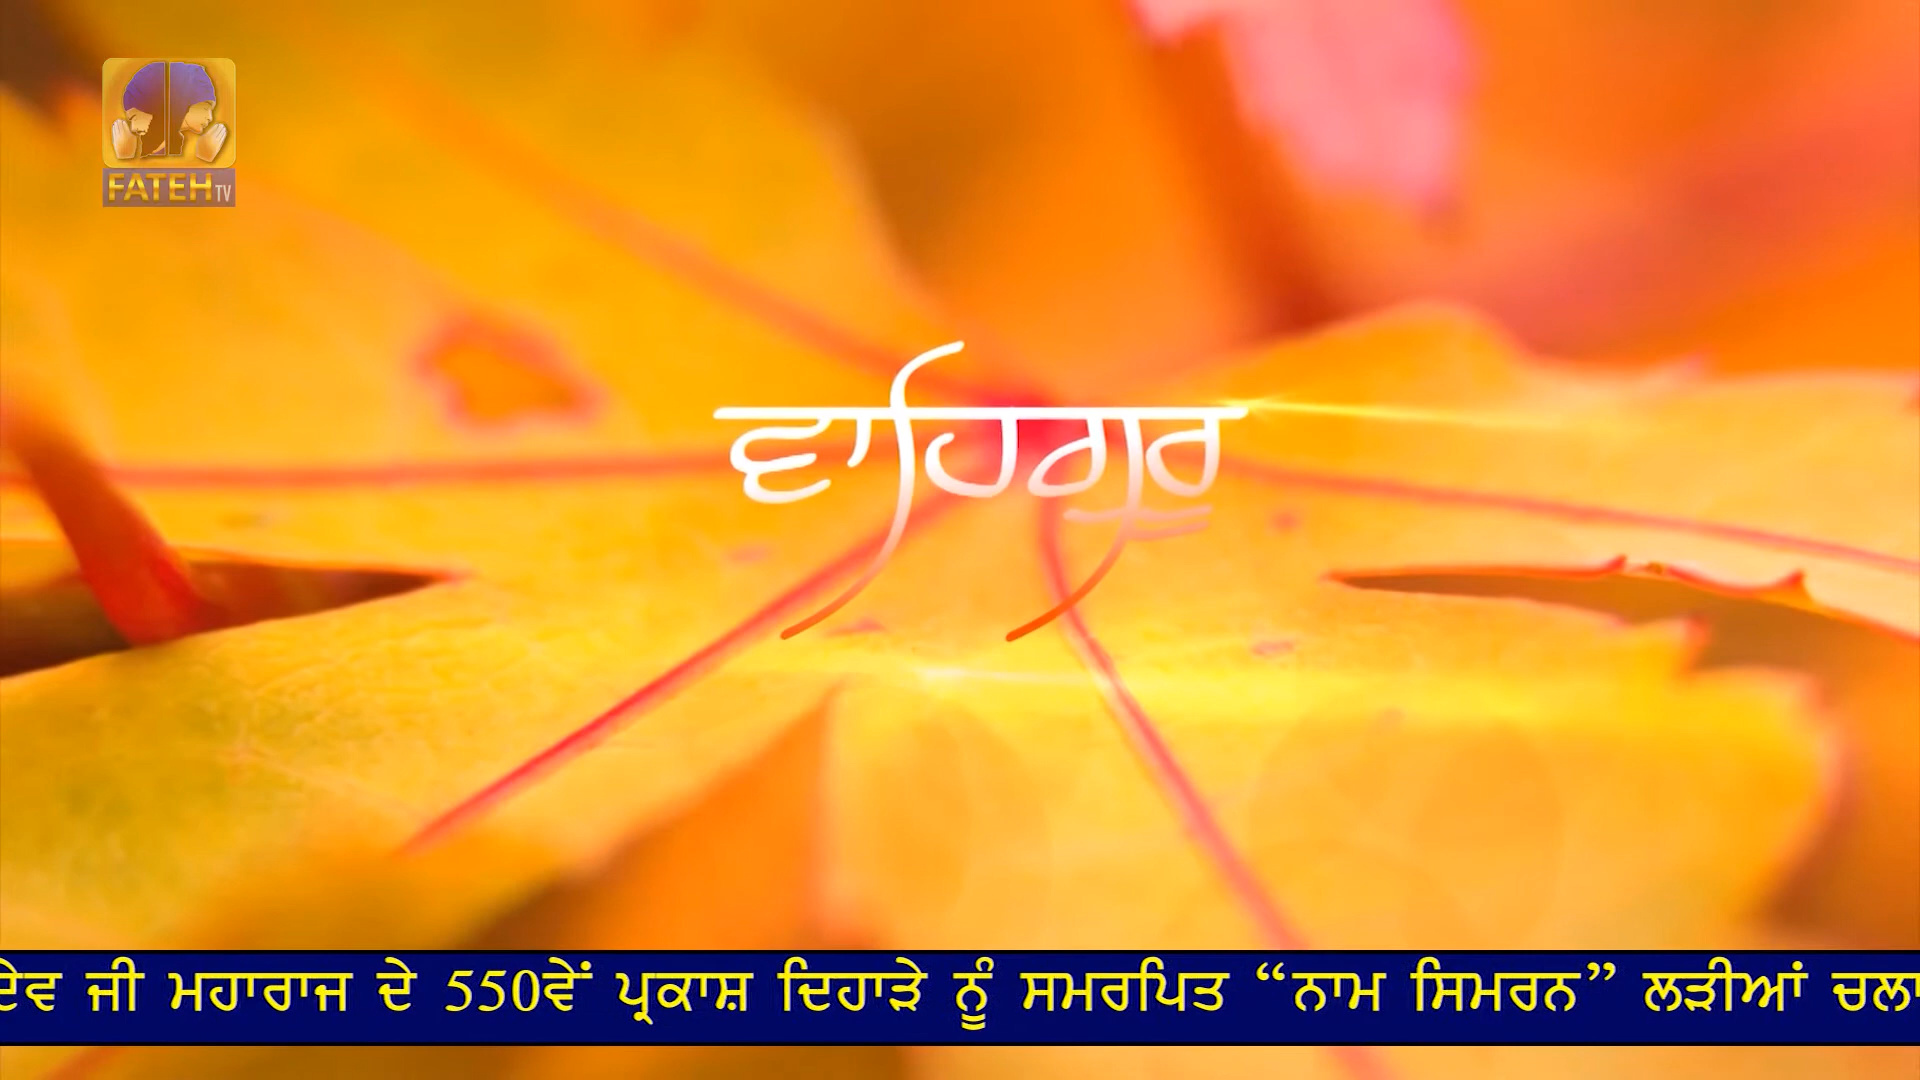 FATEH TV
ਵਾਹਿਗੁਰੂ
ਜੀ ਮਹਾਰਾਜ ਦੇ 550ਵੇਂ ਪ੍ਰਕਾਸ਼ ਦਿਹਾੜੇ ਨੂੰ ਸਮਰਪਿਤ “ਨਾਮ ਸਿਮਰਨ” ਲੜੀਆਂ